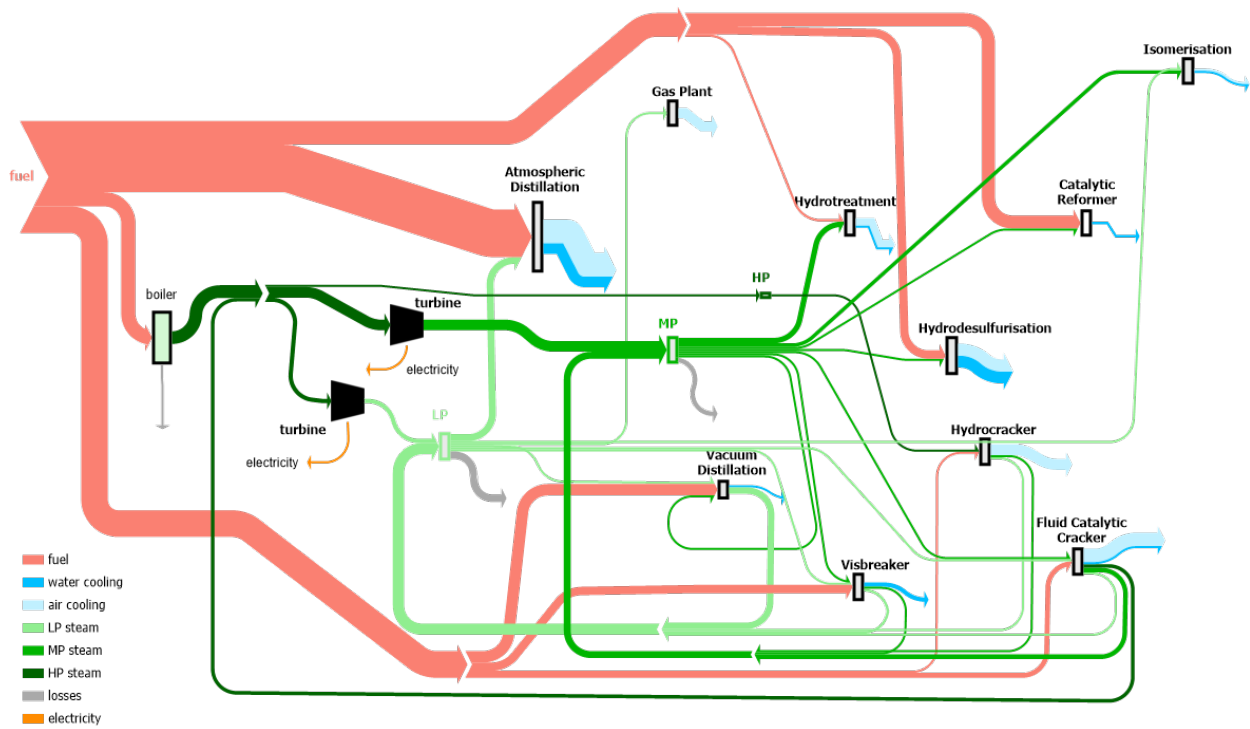 Isomerisation
Gas Plant
fuel
Atmospheric
Distillation
Hydrotreatment
Catalytic
Reformer
boiler
turbine
HP
MP
Hydrodesulfurisation
electricity
turbine
LP
electricity
Hydrocracker
Vacuum
Distillation
Fluid Catalytic
Cracker
Visbreaker
fuel
water cooling
air cooling
LP steam
MP steam
HP steam
losses
electricity